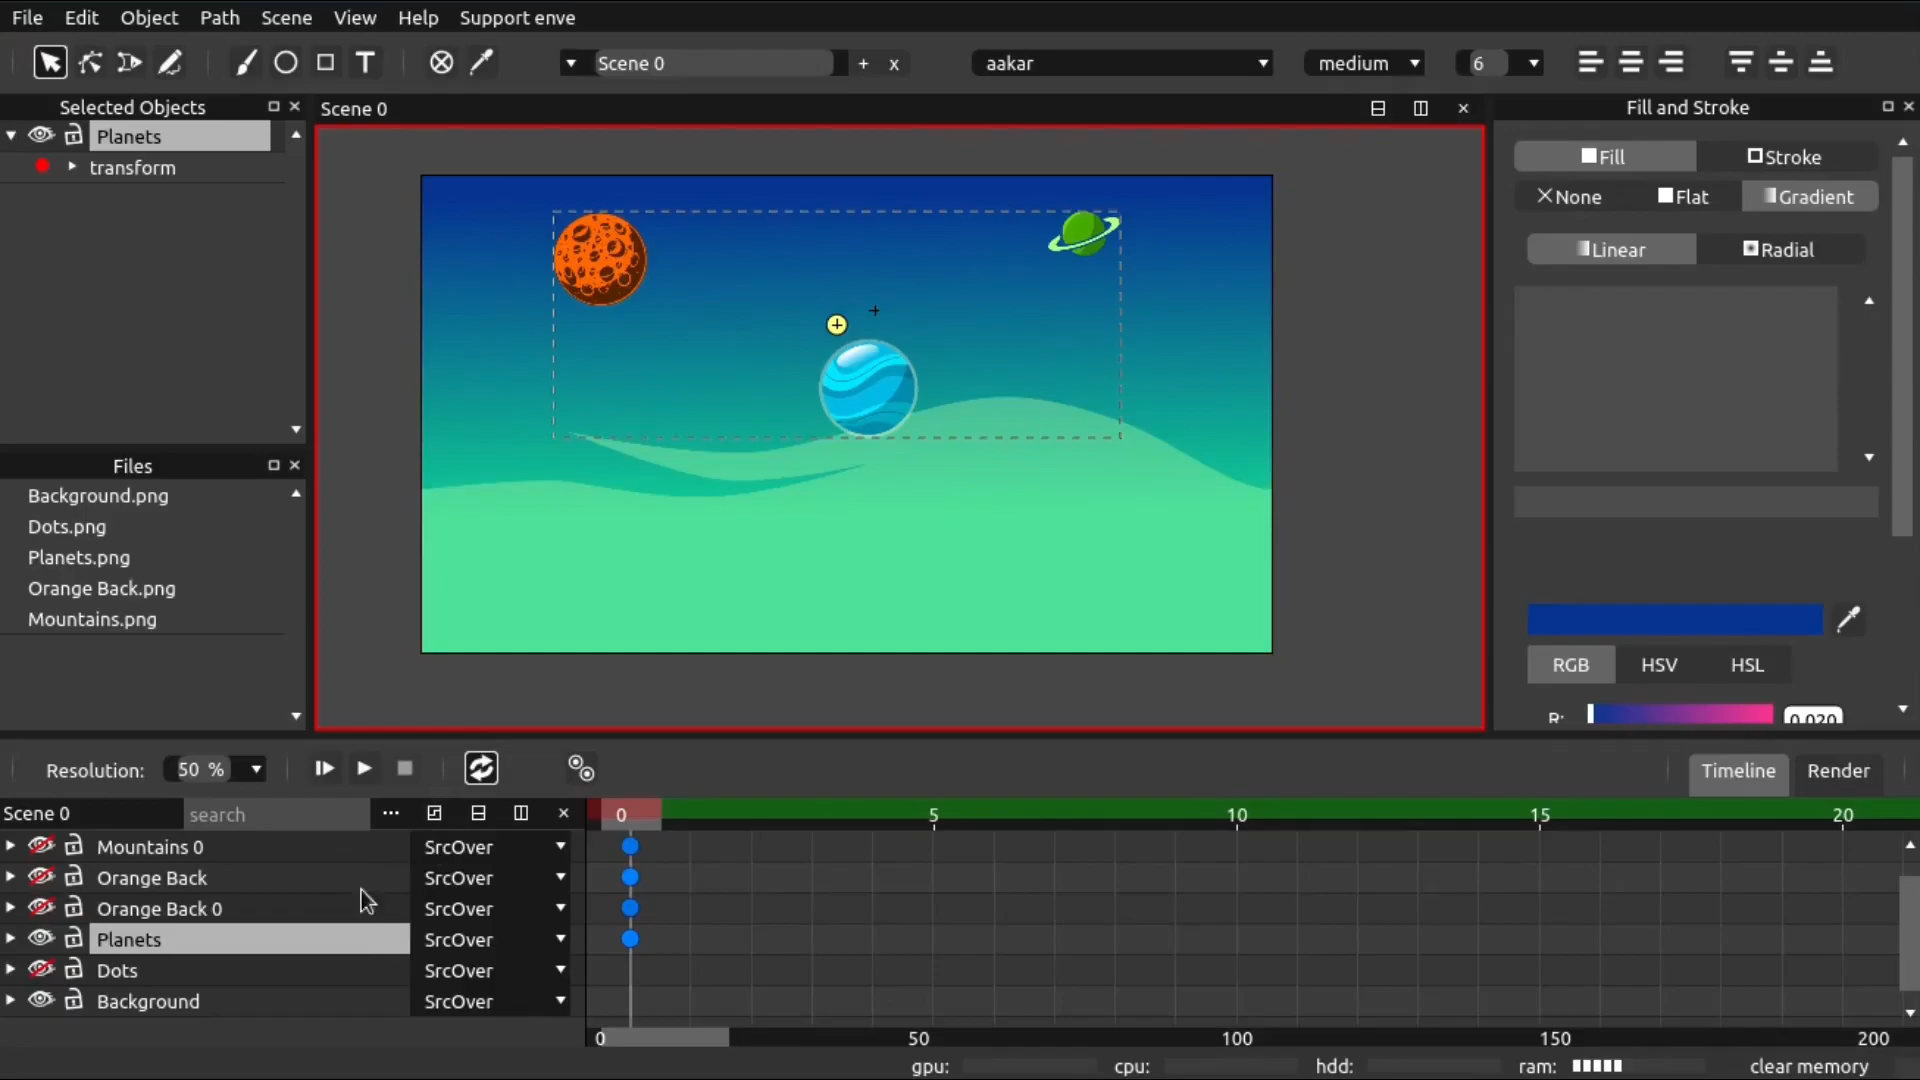 File Edit Object Path Scene View Help Support enve
Scene 0 + x aakar medium 6
Selected Objects
Planets
transform
Files
Background.png
Dots.png
Planets.png
Orange Back.png
Mountains.png
Scene 0
Fill and Stroke
Fill Stroke
None Flat Gradient
Linear Radial
RGB HSV HSL
R: 0.020
Resolution: 50 % Timeline Render
Scene 0 search 0 5 10 15 20
Mountains 0 SrcOver
Orange Back SrcOver
Orange Back 0 SrcOver
Planets SrcOver
Dots SrcOver
Background SrcOver
0 50 100 150 200
gpu: cpu: hdd: ram: clear memory